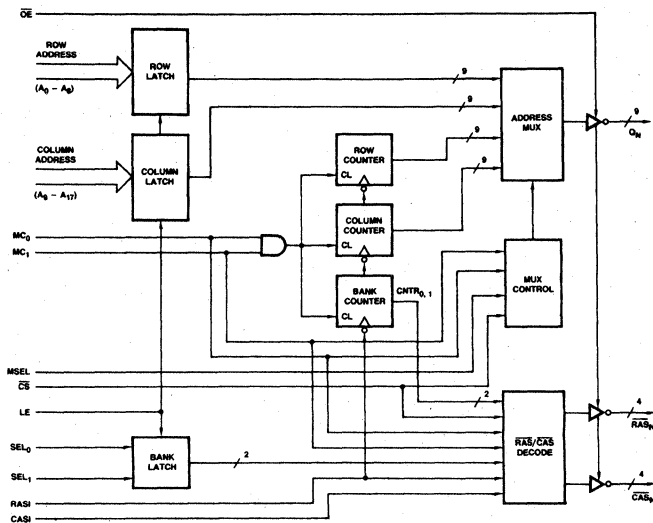 OE
ROW
ADDRESS
(A0 – A8)
ROW
LATCH
COLUMN
ADDRESS
(A9 – A17)
COLUMN
LATCH
9
9
9
9
ADDRESS
MUX
9
QN
ROW
COUNTER
CL
COLUMN
COUNTER
CL
BANK
COUNTER
CL
CNTR0, 1
MC0
MC1
MUX
CONTROL
MSEL
CS
LE
SEL0
SEL1
BANK
LATCH
2
2
RAS/CAS
DECODE
4
RASN
4
CASN
RASI
CASI